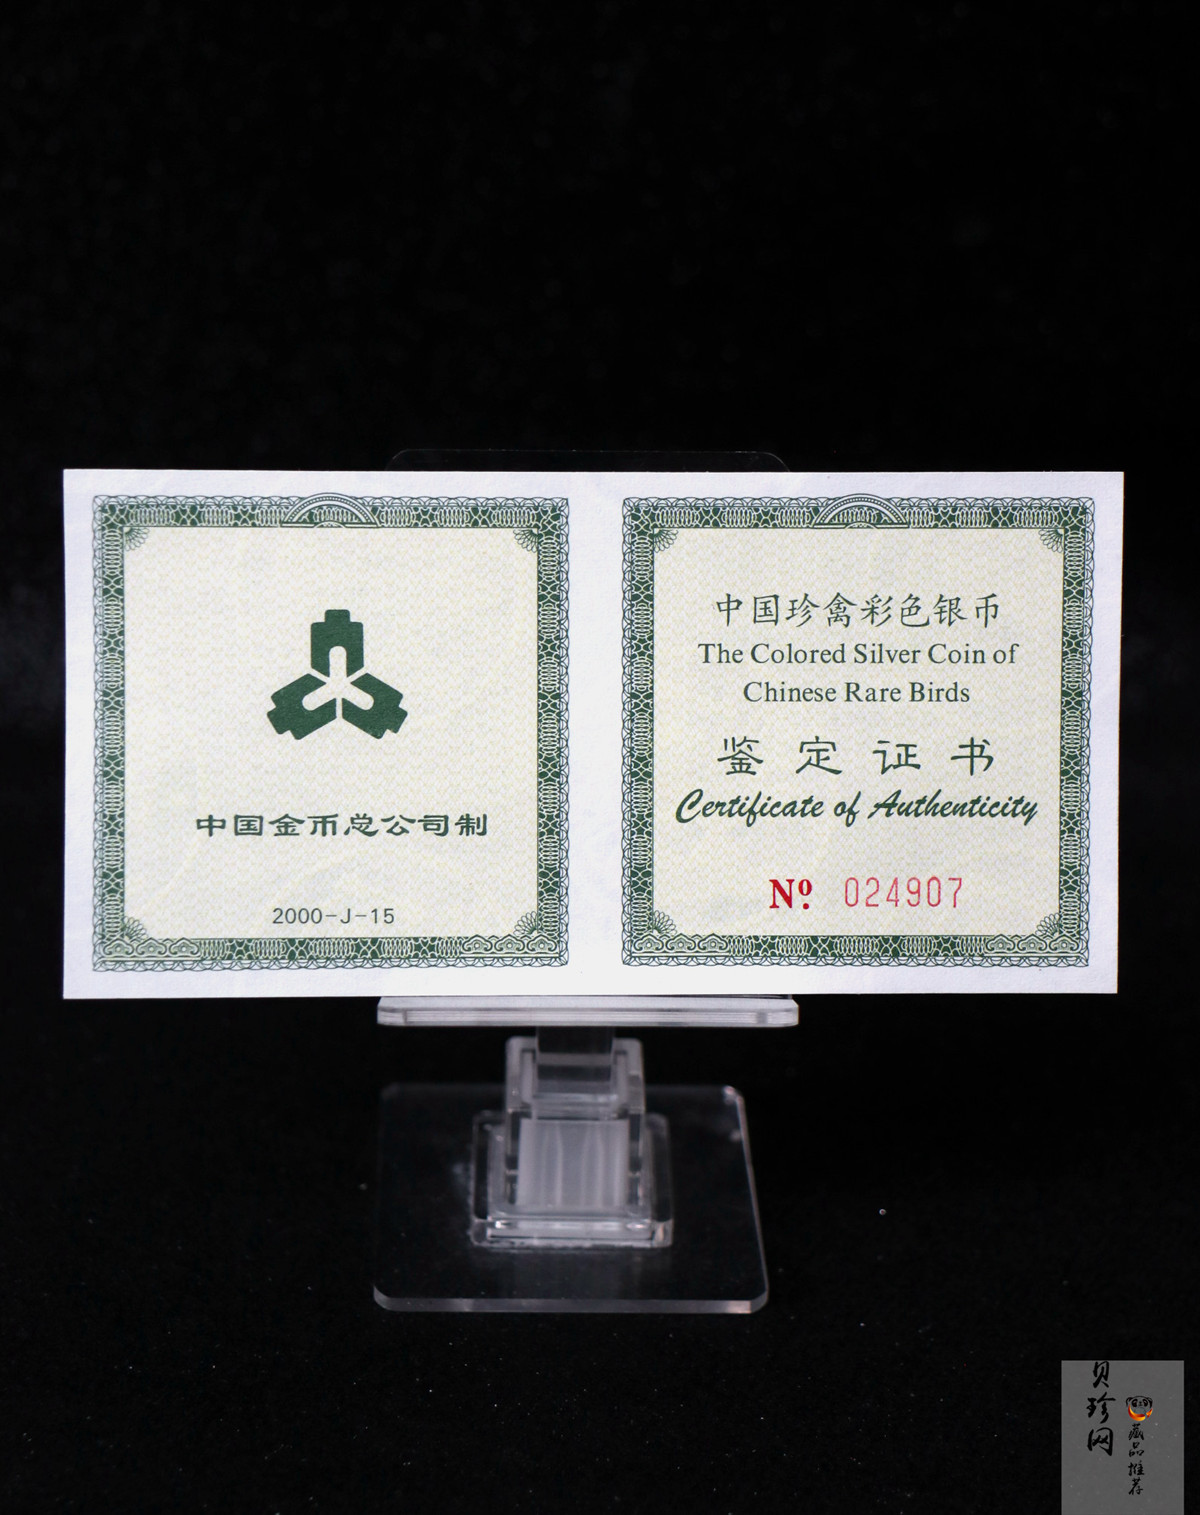 中国金币总公司制
2000-J-15
中国珍禽彩色银币
The Colored Silver Coin of
Chinese Rare Birds
鉴定证书
Certificate of Authenticity
Nº. 024907
贝珍网
藏品推荐